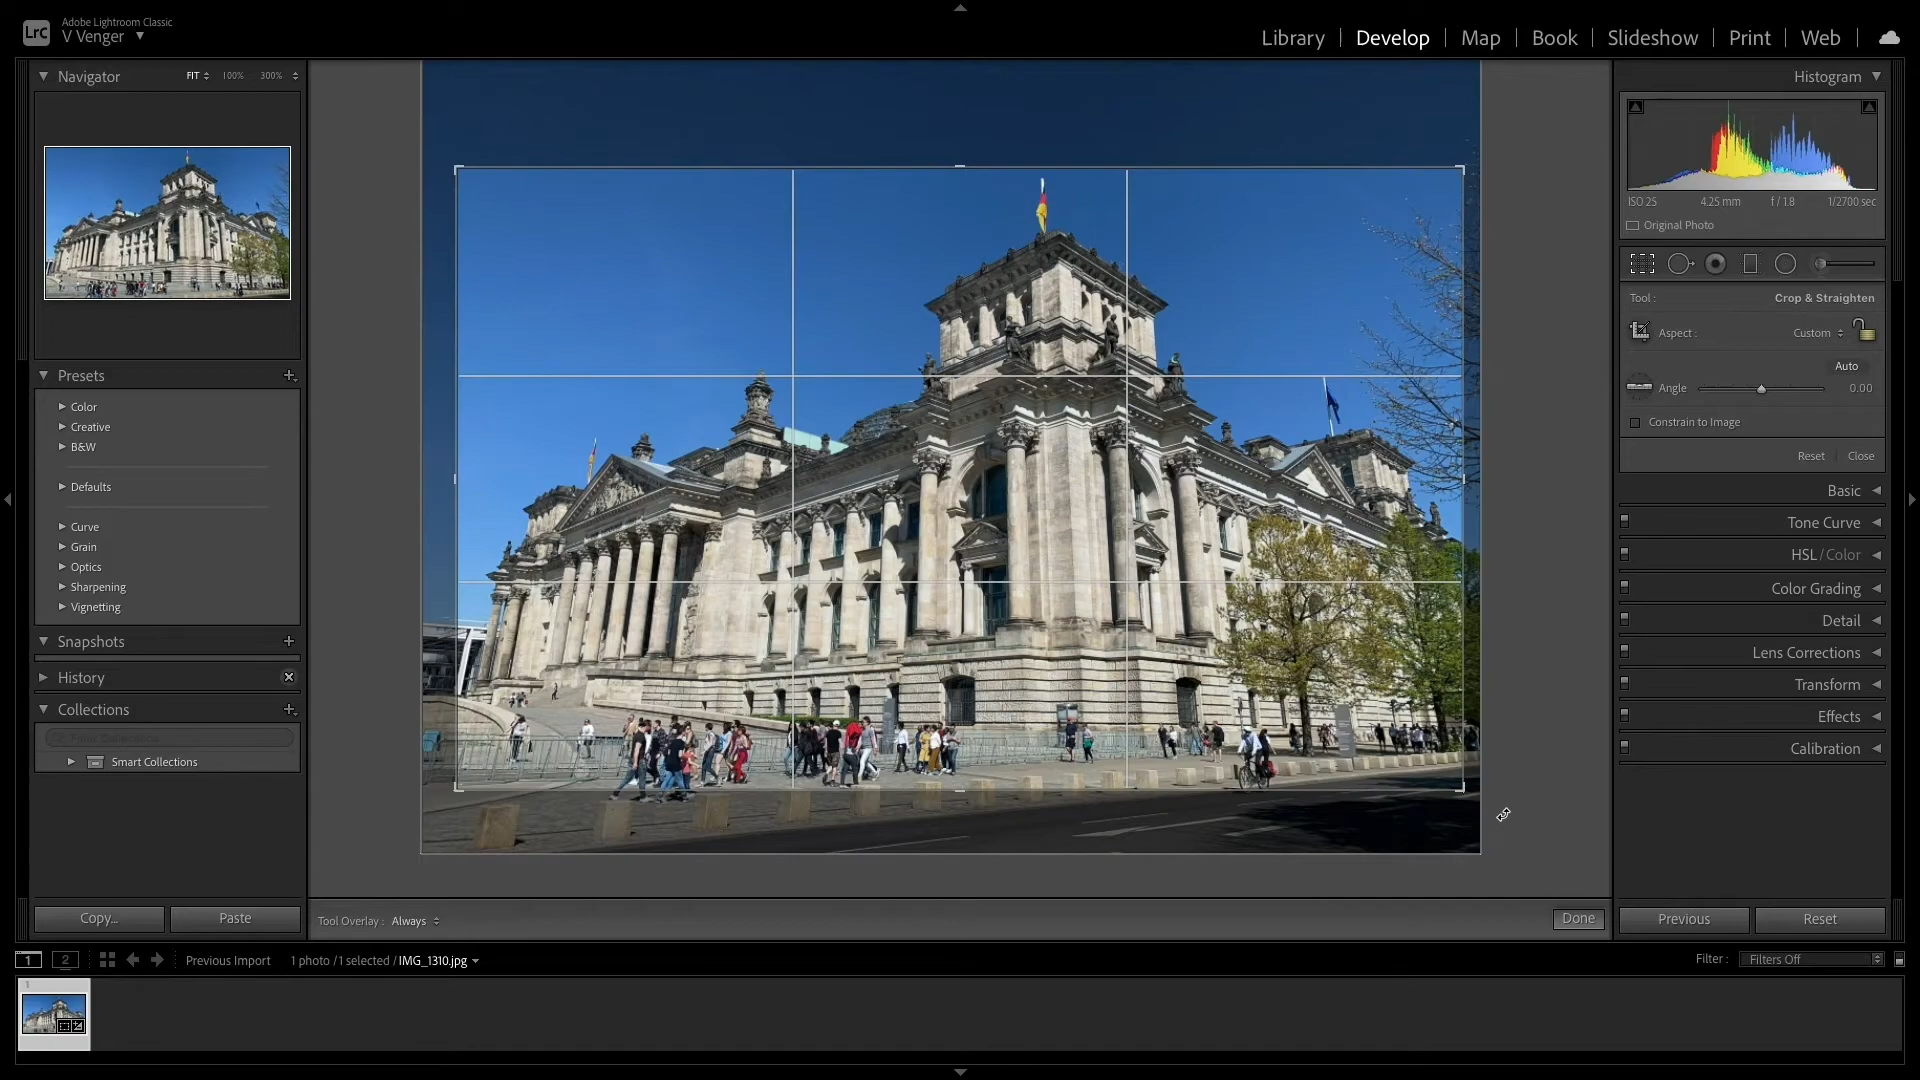 LrC
Adobe Lightroom Classic
V Venger
Library
Develop
Map
Book
Slideshow
Print
Web
Navigator
FIT
100%
300%
Presets
Color
Creative
B&W
Defaults
Curve
Grain
Optics
Sharpening
Vignetting
Snapshots
History
Collections
Filter Collections
Smart Collections
Copy...
Paste
Tool Overlay : Always
Done
Histogram
ISO 25
4.25 mm
f / 1.8
1/2700 sec
Original Photo
Tool :
Crop & Straighten
Aspect :
Custom
Auto
Angle
0.00
Constrain to Image
Reset
Close
Basic
Tone Curve
HSL / Color
Color Grading
Detail
Lens Corrections
Transform
Effects
Calibration
Previous
Reset
1
2
Previous Import
1 photo / 1 selected / IMG_1310.jpg
Filter :
Filters Off
1